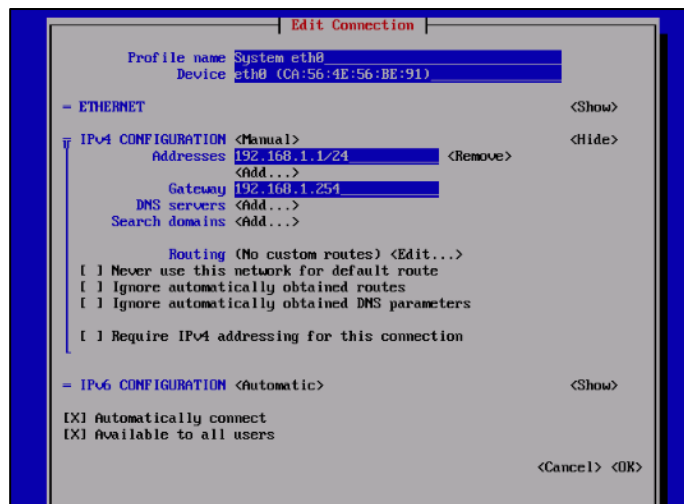 Edit Connection
Profile name System eth0
Device eth0 (CA:56:4E:56:BE:91)
= ETHERNET <Show>
IPv4 CONFIGURATION <Manual> <Hide>
Addresses 192.168.1.1/24 <Remove>
<Add...>
Gateway 192.168.1.254
DNS servers <Add...>
Search domains <Add...>
Routing (No custom routes) <Edit...>
[ ] Never use this network for default route
[ ] Ignore automatically obtained routes
[ ] Ignore automatically obtained DNS parameters
[ ] Require IPv4 addressing for this connection
= IPv6 CONFIGURATION <Automatic> <Show>
[X] Automatically connect
[X] Available to all users
<Cancel> <OK>